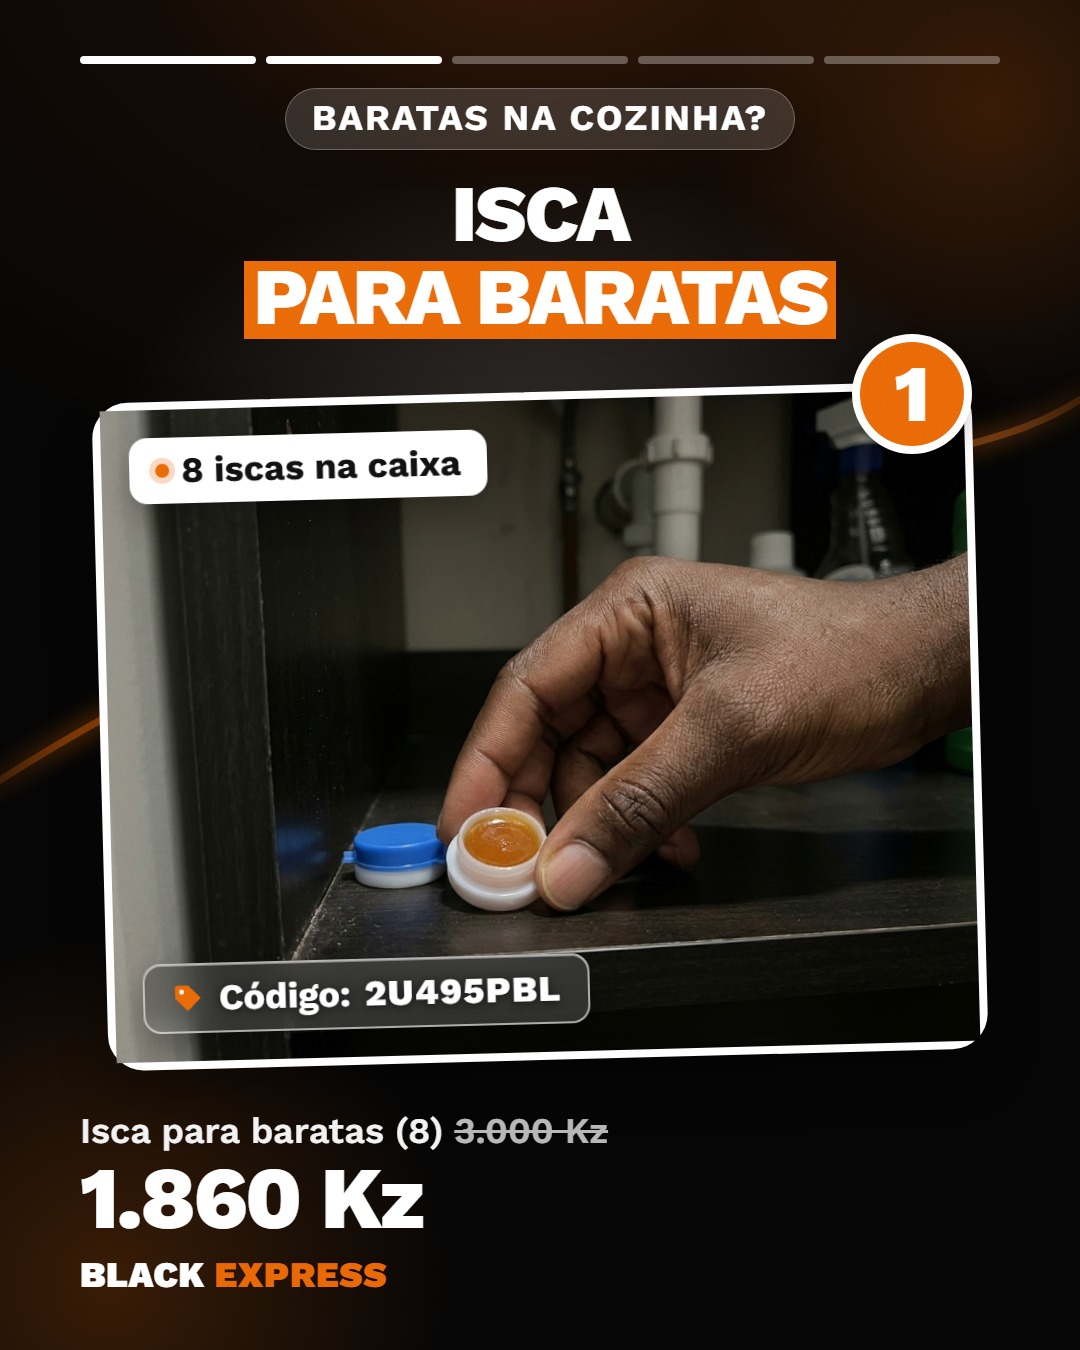 BARATAS NA COZINHA?
ISCA
PARA BARATAS
1
8 iscas na caixa
Código: 2U495PBL
Isca para baratas (8) 3.000 Kz
1.860 Kz
BLACK EXPRESS